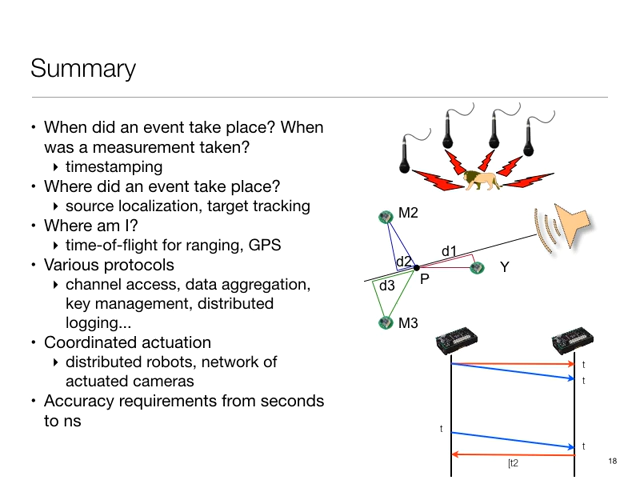 Summary
• When did an event take place? When
was a measurement taken?
‣ timestamping
• Where did an event take place?
‣ source localization, target tracking
• Where am I?
‣ time-of-flight for ranging, GPS
• Various protocols
‣ channel access, data aggregation,
key management, distributed
logging...
• Coordinated actuation
‣ distributed robots, network of
actuated cameras
• Accuracy requirements from seconds
to ns
M2
d1
d2
Y
P
d3
M3
t
t
t
t
[t2
18